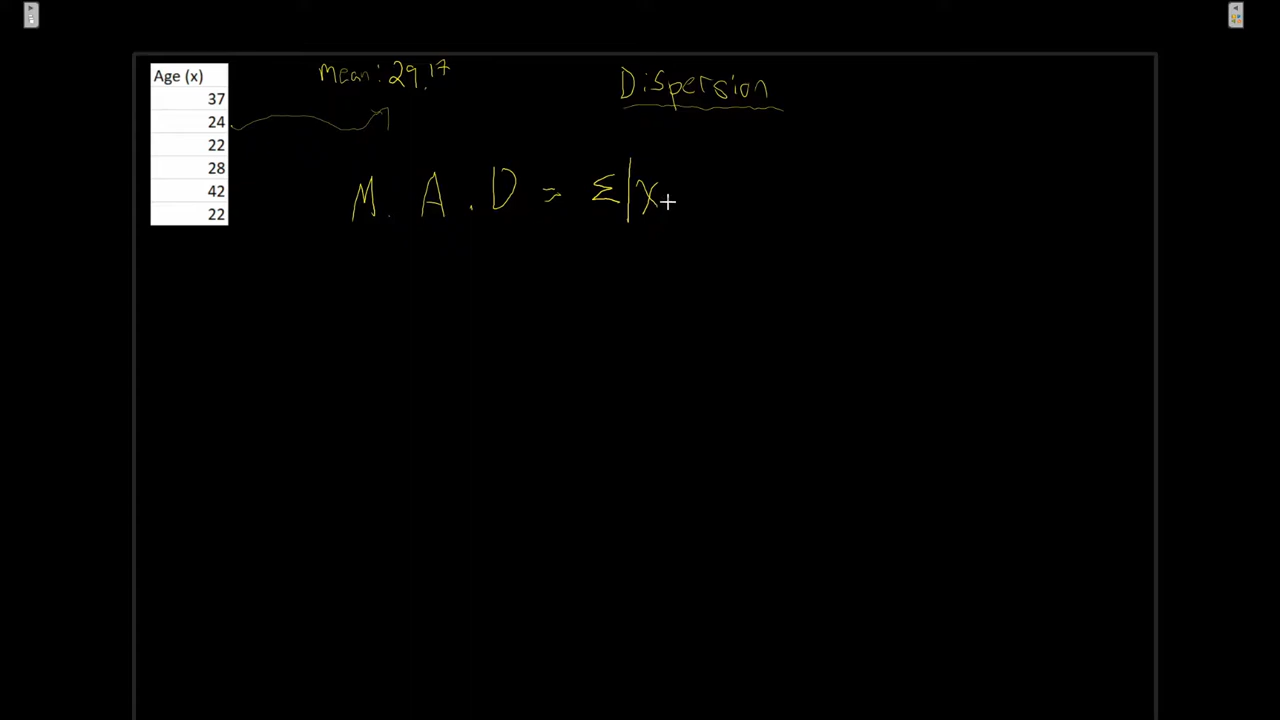 Age (x)
37
24
22
28
42
22
mean: 29.17
Dispersion
M. A. D = Σ|x